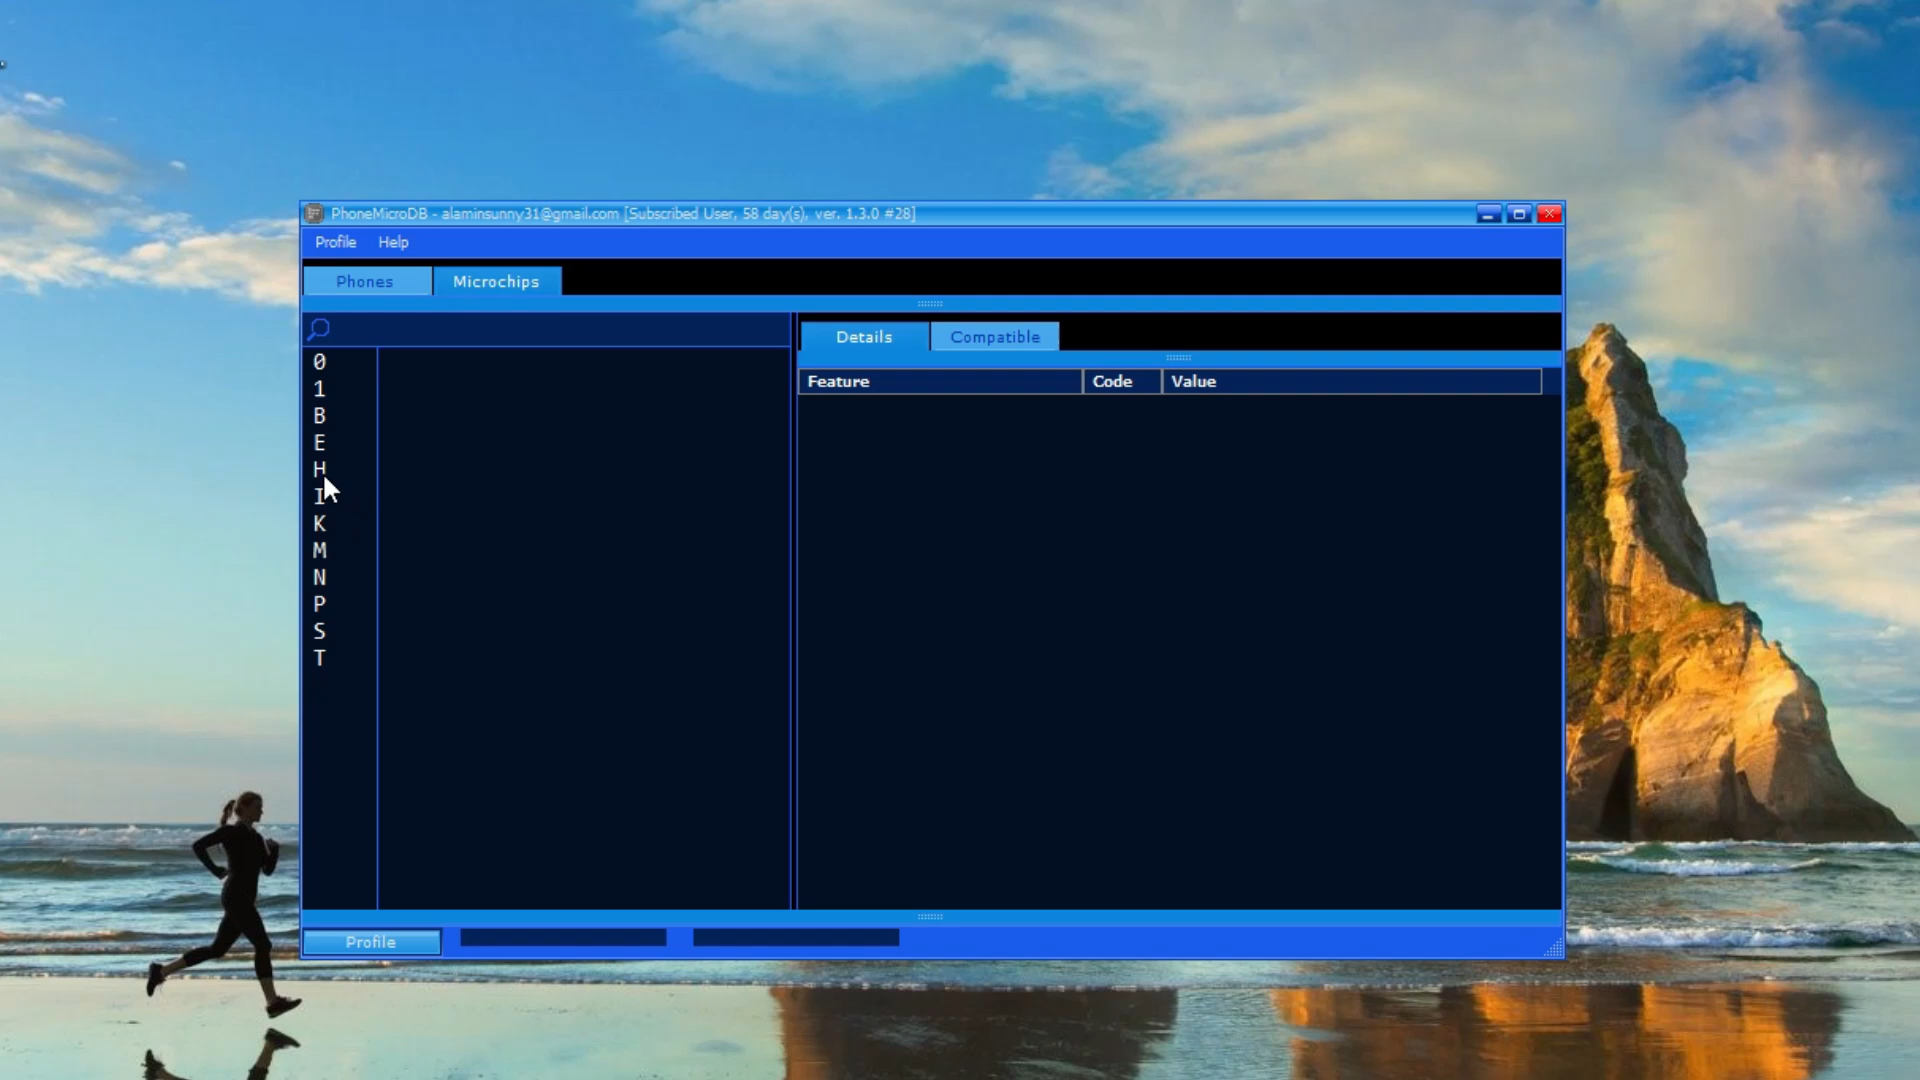 PhoneMicroDB - alaminsunny31@gmail.com [Subscribed User, 58 day(s), ver. 1.3.0 #28]
Profile Help
Phones Microchips
Details Compatible
Feature Code Value
0
1
B
E
H
I
K
M
N
P
S
T
Profile